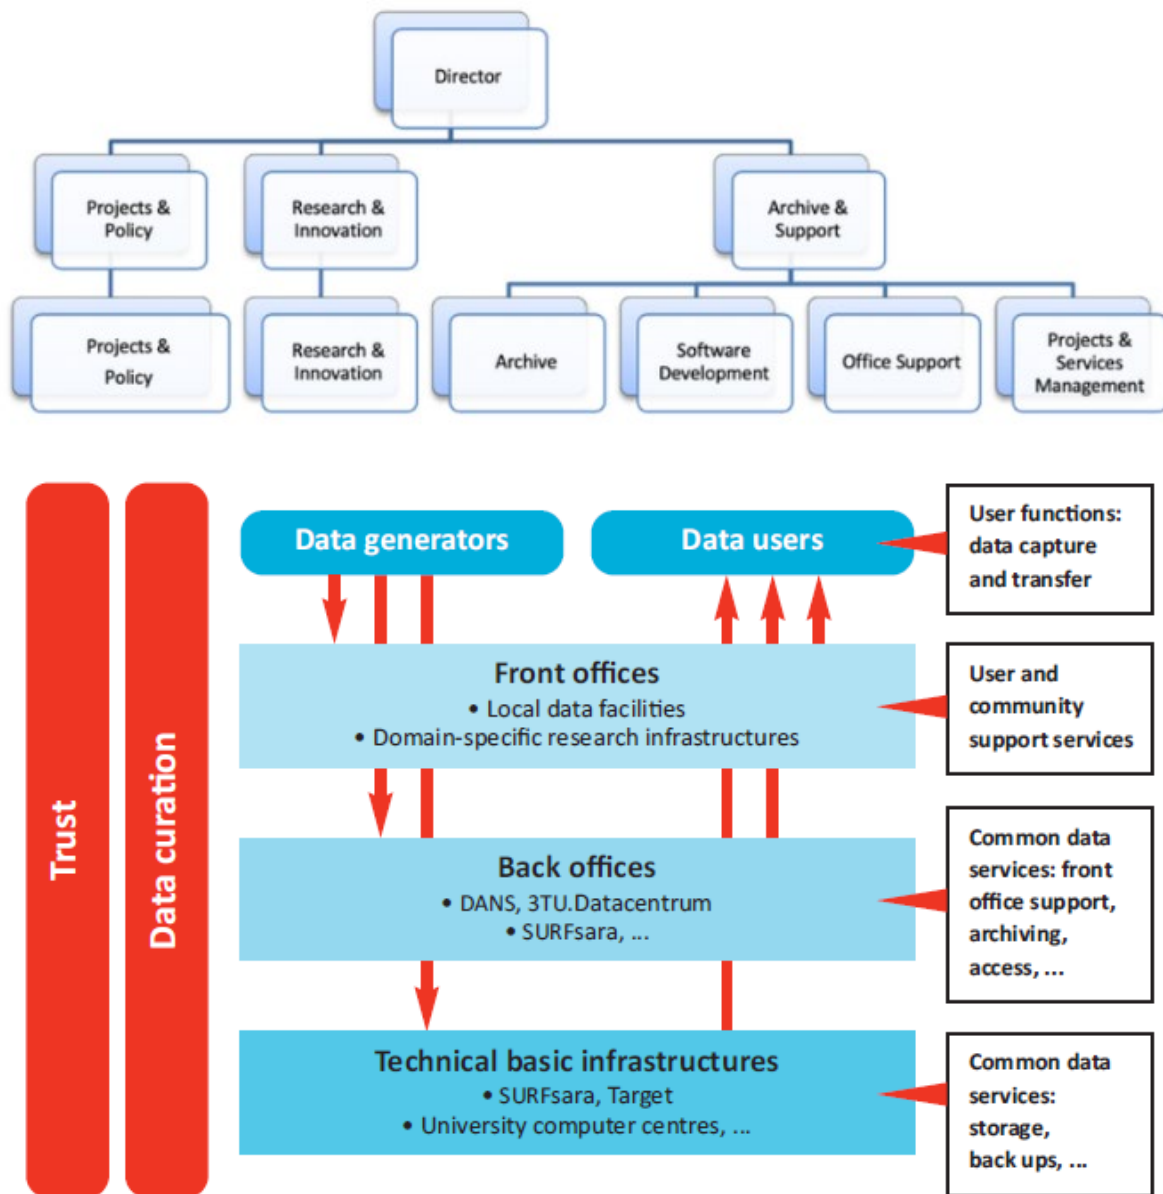 Director
Projects &
Policy
Research &
Innovation
Archive &
Support
Projects &
Policy
Research &
Innovation
Archive
Software
Development
Office Support
Projects &
Services
Management
Trust
Data curation
Data generators
Data users
User functions:
data capture
and transfer
Front offices
• Local data facilities
• Domain-specific research infrastructures
User and
community
support services
Back offices
• DANS, 3TU.Datacentrum
• SURFsara, ...
Common data
services: front
office support,
archiving,
access, ...
Technical basic infrastructures
• SURFsara, Target
• University computer centres, ...
Common data
services:
storage,
back ups, ...